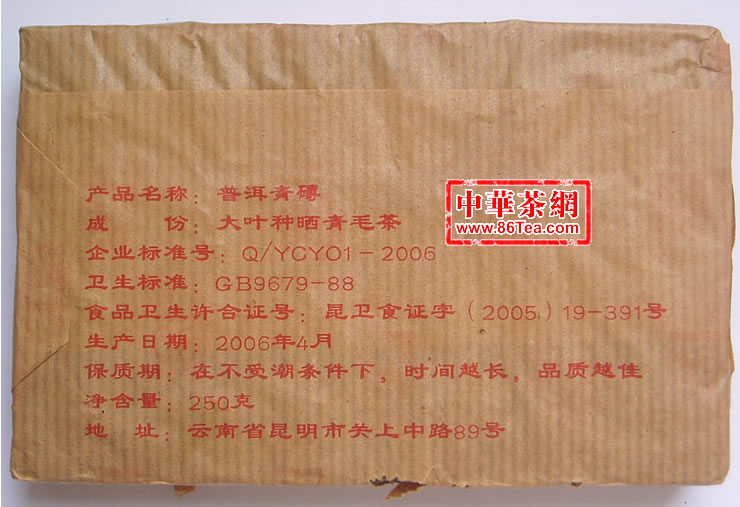 产品名称：普洱青砖
成　　份：大叶种晒青毛茶
企业标准号：Q/YCYO1-2006
卫生标准：GB9679-88
食品卫生许合证号：昆卫食证字（2005）19-391号
生产日期：2006年4月
保质期：在不受潮条件下，时间越长，品质越佳
净含量：250克
地　　址：云南省昆明市关上中路89号
中華茶網
www.86Tea.com